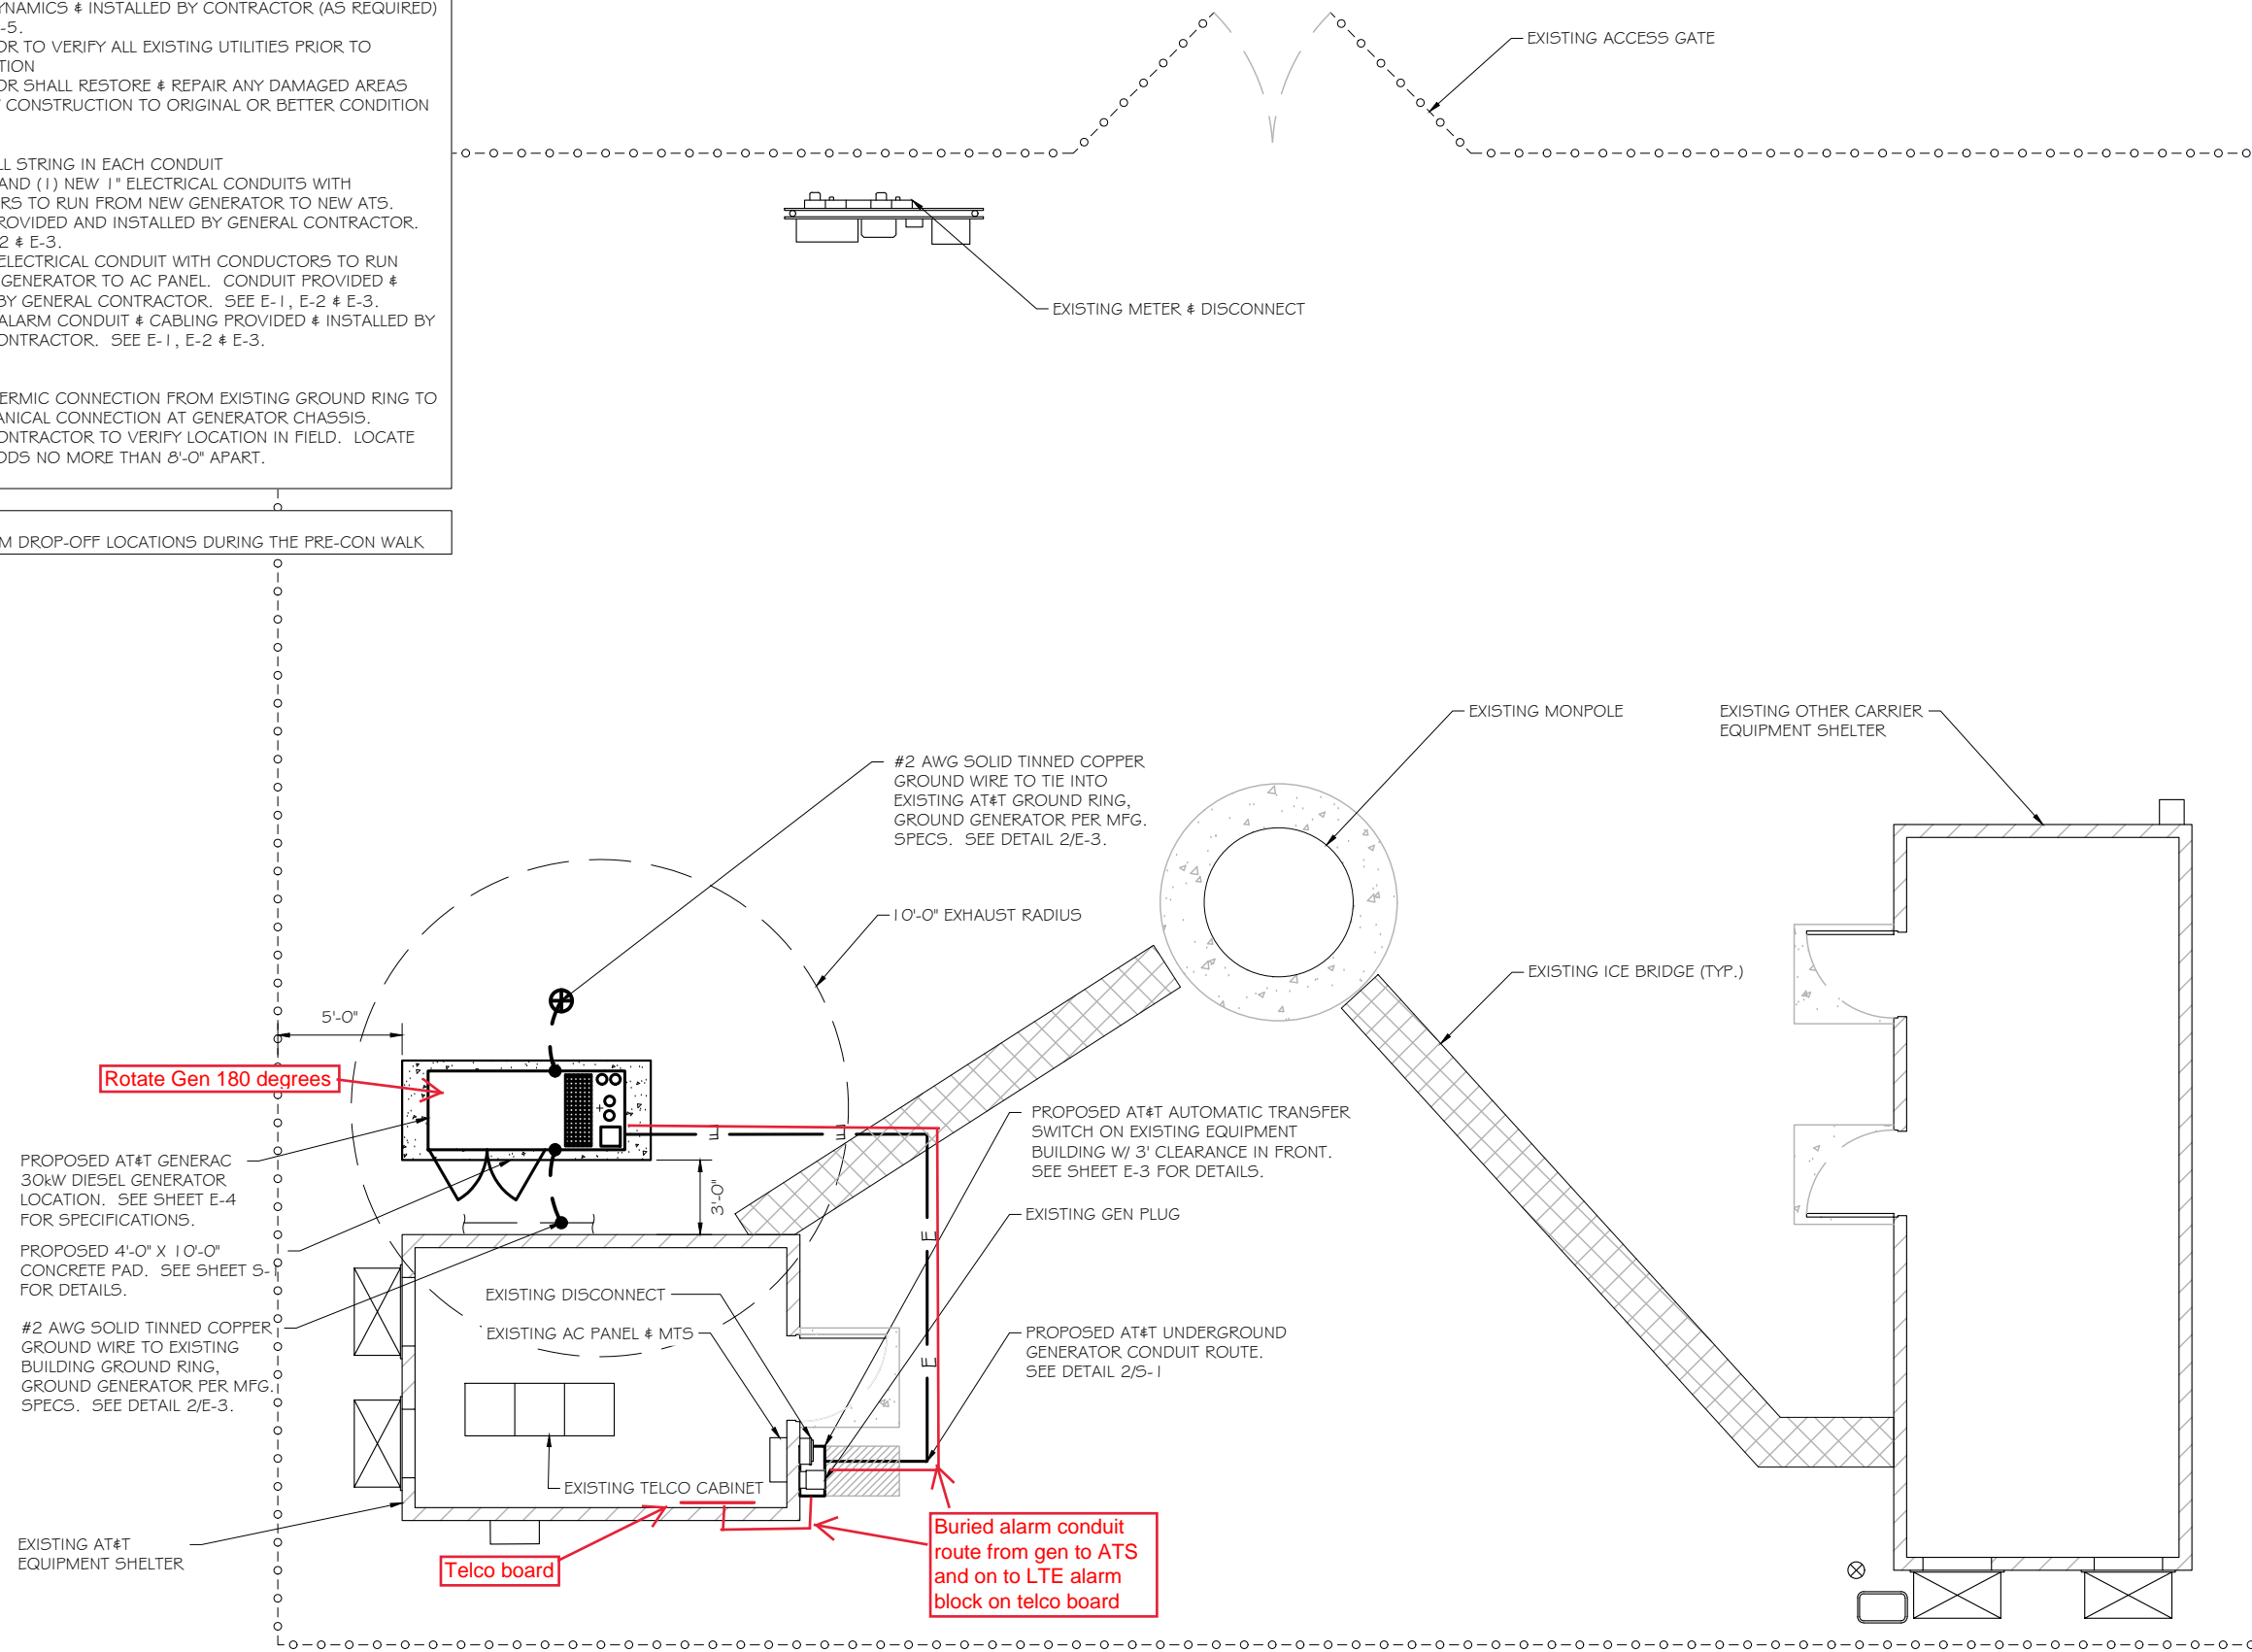 YNAMICS & INSTALLED BY CONTRACTOR (AS REQUIRED)
-5.
OR TO VERIFY ALL EXISTING UTILITIES PRIOR TO
TION
OR SHALL RESTORE & REPAIR ANY DAMAGED AREAS
CONSTRUCTION TO ORIGINAL OR BETTER CONDITION
LL STRING IN EACH CONDUIT
AND (1) NEW 1" ELECTRICAL CONDUITS WITH
RS TO RUN FROM NEW GENERATOR TO NEW ATS.
ROVIDED AND INSTALLED BY GENERAL CONTRACTOR.
2 & E-3.
ELECTRICAL CONDUIT WITH CONDUCTORS TO RUN
GENERATOR TO AC PANEL. CONDUIT PROVIDED &
BY GENERAL CONTRACTOR. SEE E-1, E-2 & E-3.
ALARM CONDUIT & CABLING PROVIDED & INSTALLED BY
ONTRACTOR. SEE E-1, E-2 & E-3.
ERMIC CONNECTION FROM EXISTING GROUND RING TO
ANICAL CONNECTION AT GENERATOR CHASSIS.
ONTRACTOR TO VERIFY LOCATION IN FIELD. LOCATE
ODS NO MORE THAN 8'-0" APART.
M DROP-OFF LOCATIONS DURING THE PRE-CON WALK
EXISTING ACCESS GATE
EXISTING METER & DISCONNECT
EXISTING MONPOLE
EXISTING OTHER CARRIER
EQUIPMENT SHELTER
#2 AWG SOLID TINNED COPPER
GROUND WIRE TO TIE INTO
EXISTING AT&T GROUND RING,
GROUND GENERATOR PER MFG.
SPECS. SEE DETAIL 2/E-3.
10'-0" EXHAUST RADIUS
EXISTING ICE BRIDGE (TYP.)
5'-0"
Rotate Gen 180 degrees
PROPOSED AT&T AUTOMATIC TRANSFER
SWITCH ON EXISTING EQUIPMENT
BUILDING W/ 3' CLEARANCE IN FRONT.
SEE SHEET E-3 FOR DETAILS.
E
E
PROPOSED AT&T GENERAC
30kW DIESEL GENERATOR
LOCATION. SEE SHEET E-4
FOR SPECIFICATIONS.
3'-0"
EXISTING GEN PLUG
E
PROPOSED 4'-0" X 10'-0"
CONCRETE PAD. SEE SHEET S-1
FOR DETAILS.
EXISTING DISCONNECT
EXISTING AC PANEL & MTS
#2 AWG SOLID TINNED COPPER
GROUND WIRE TO EXISTING
BUILDING GROUND RING,
GROUND GENERATOR PER MFG.
SPECS. SEE DETAIL 2/E-3.
PROPOSED AT&T UNDERGROUND
GENERATOR CONDUIT ROUTE.
SEE DETAIL 2/S-1
E
EXISTING TELCO CABINET
EXISTING AT&T
EQUIPMENT SHELTER
Telco board
Buried alarm conduit
route from gen to ATS
and on to LTE alarm
block on telco board